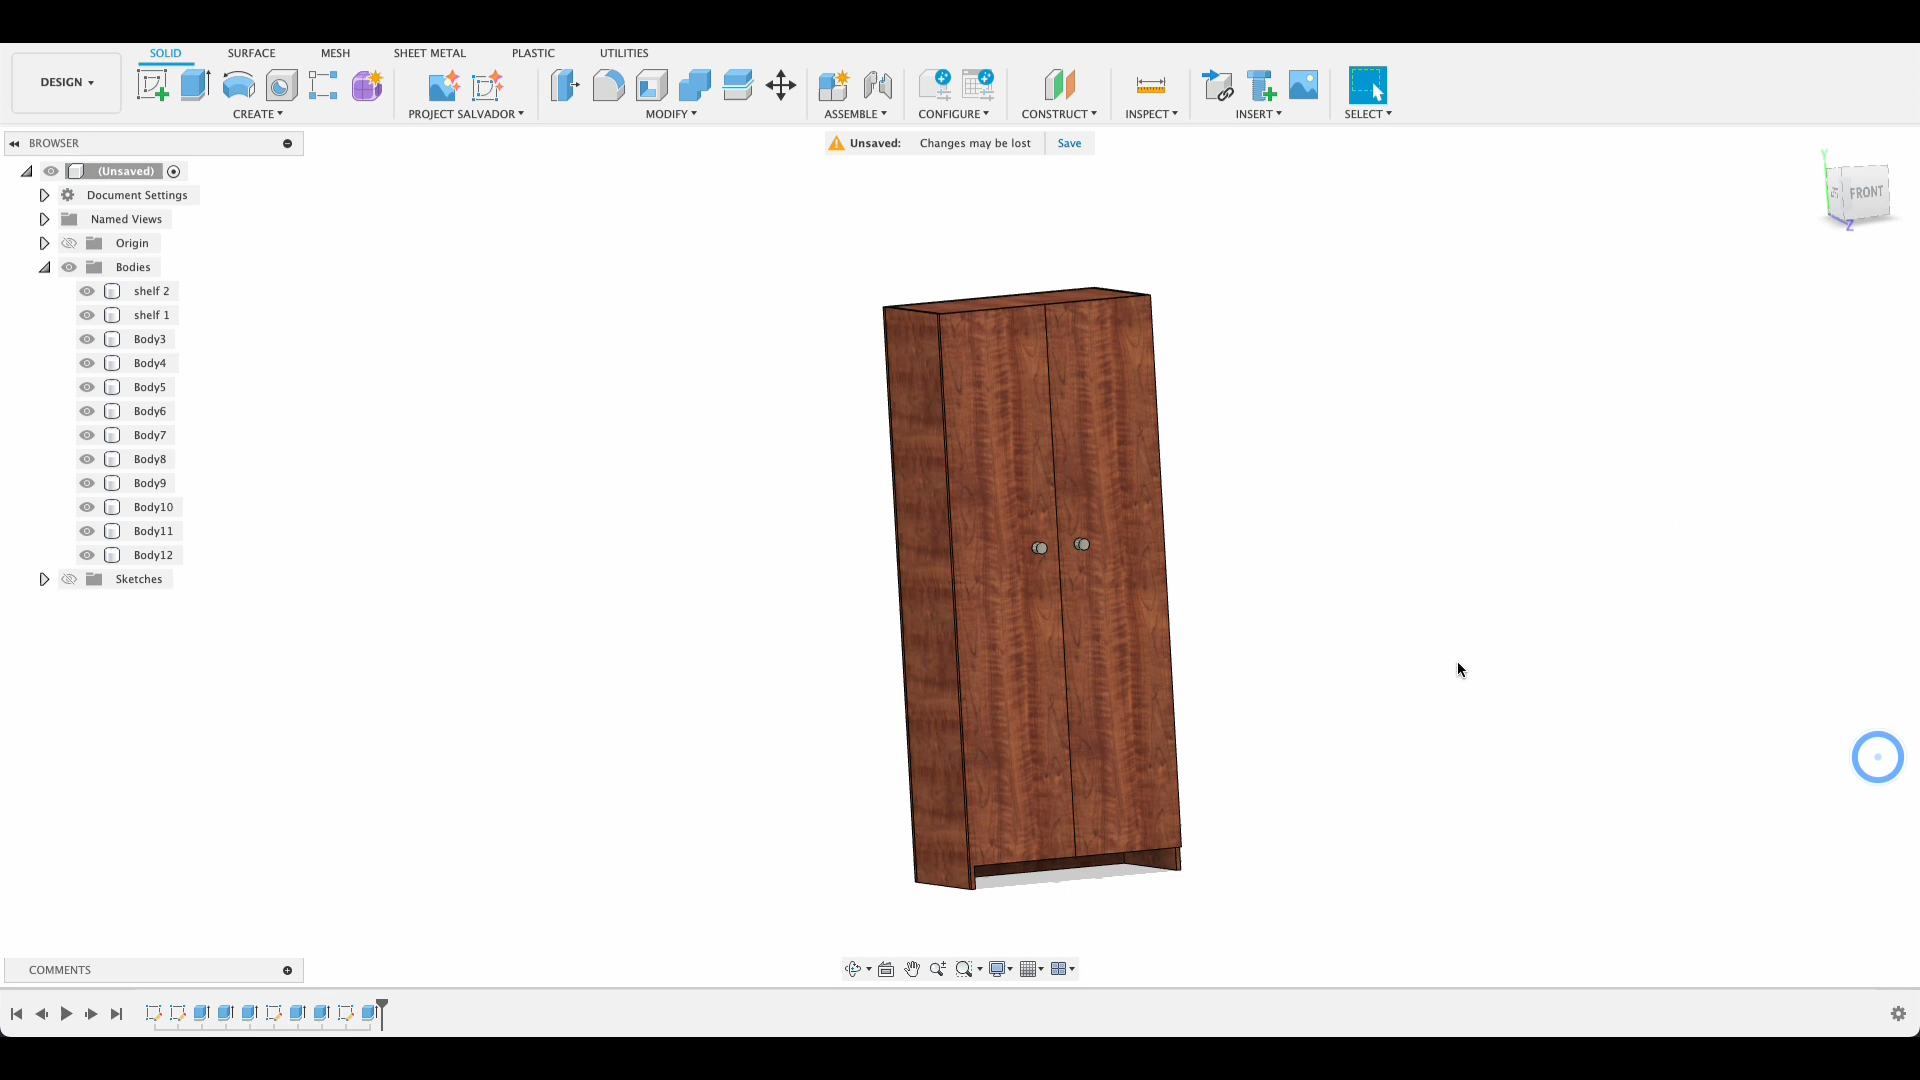 SOLID SURFACE MESH SHEET METAL PLASTIC UTILITIES
DESIGN
CREATE PROJECT SALVADOR MODIFY ASSEMBLE CONFIGURE CONSTRUCT INSPECT INSERT SELECT
BROWSER
Unsaved: Changes may be lost Save
(Unsaved)
Document Settings
Named Views
Origin
Bodies
shelf 2
shelf 1
Body3
Body4
Body5
Body6
Body7
Body8
Body9
Body10
Body11
Body12
Sketches
Y
FRONT
Z
COMMENTS